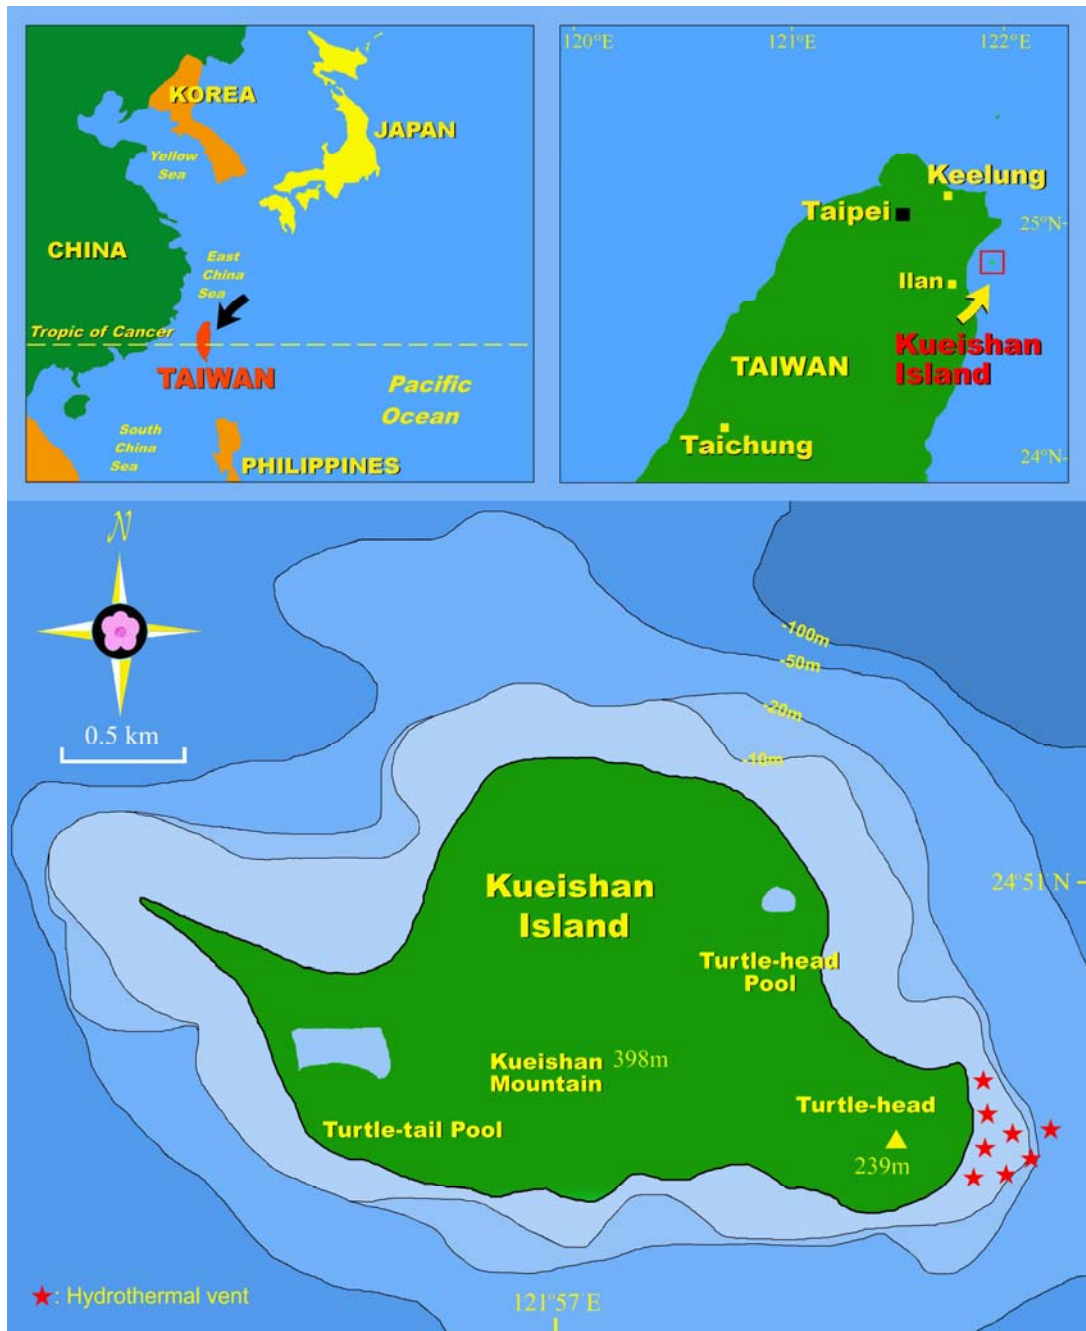 KOREA
JAPAN
Yellow
Sea
CHINA
East
China
Sea
Tropic of Cancer
TAIWAN
Pacific
Ocean
South
China
Sea
PHILIPPINES
120°E
121°E
122°E
Keelung
Taipei
25°N
Ilan
Kueishan
Island
TAIWAN
Taichung
24°N
N
0.5 km
-100m
-50m
-20m
-10m
24°51′N
Kueishan
Island
Turtle-head
Pool
Kueishan
Mountain
398m
Turtle-head
239m
Turtle-tail Pool
: Hydrothermal vent
121°57′E